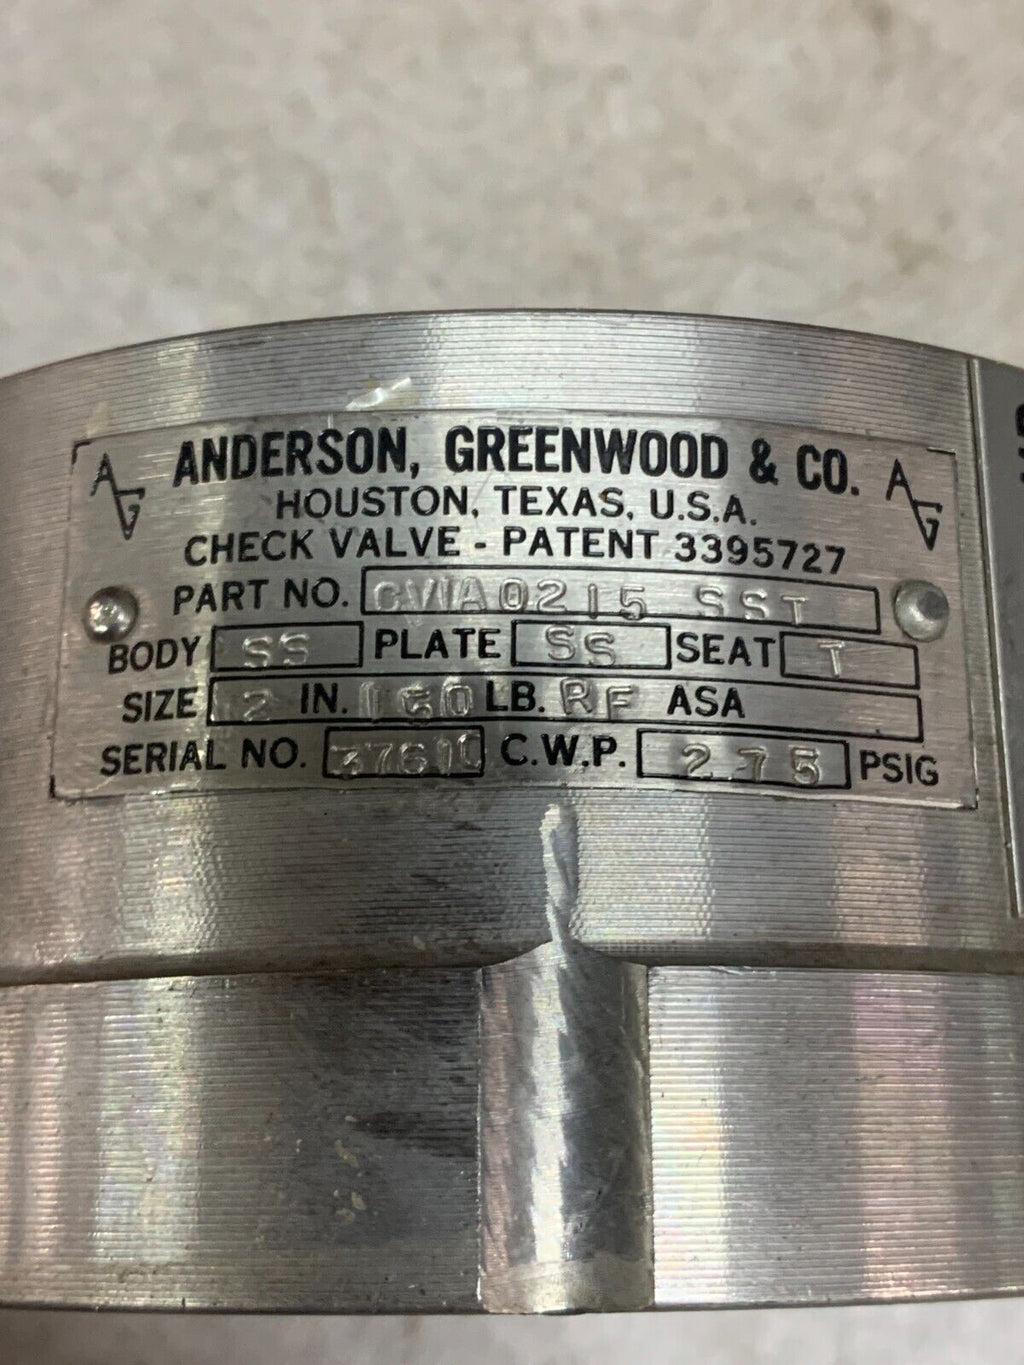 AG ANDERSON, GREENWOOD & CO. AG
HOUSTON, TEXAS, U.S.A.
CHECK VALVE - PATENT 3395727
PART NO. CV1A0215 SST
BODY SS PLATE SS SEAT T
SIZE 2 IN. 150 LB. RF ASA
SERIAL NO. 37610 C.W.P. 275 PSIG